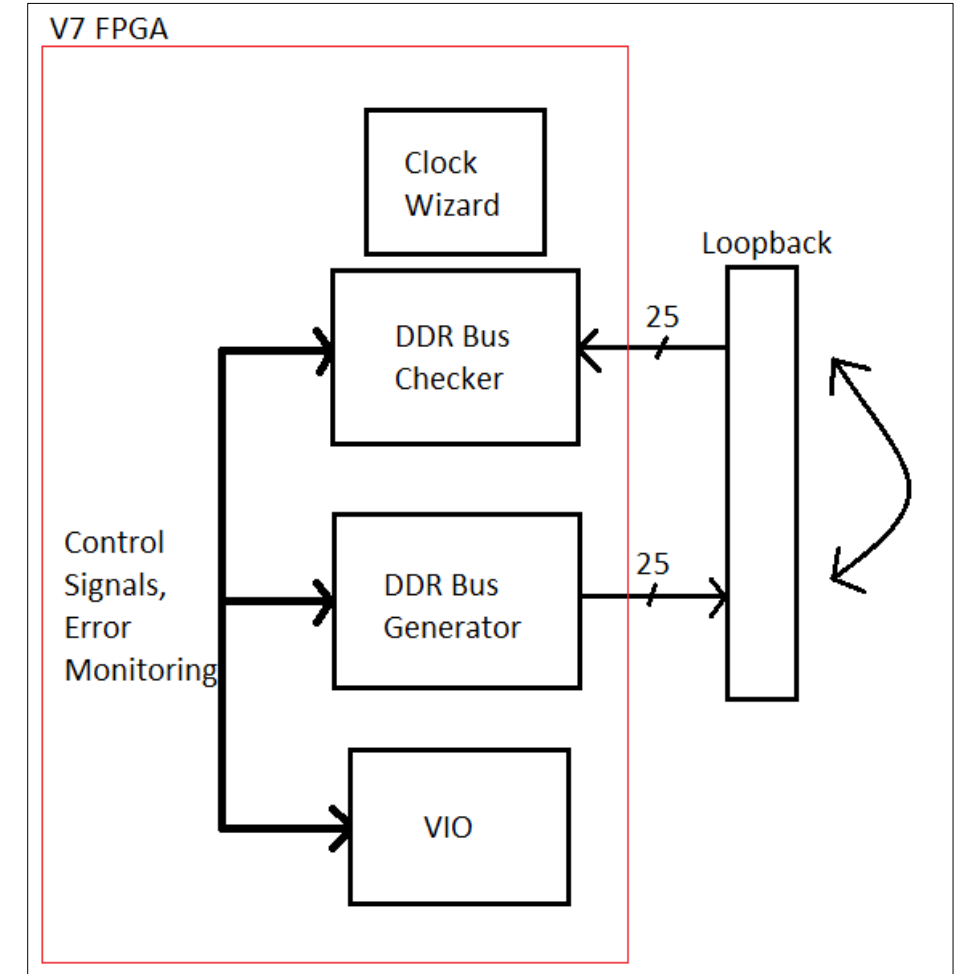 V7 FPGA
Clock
Wizard
Loopback
DDR Bus
Checker
25
Control
Signals,
Error
Monitoring
DDR Bus
Generator
25
VIO